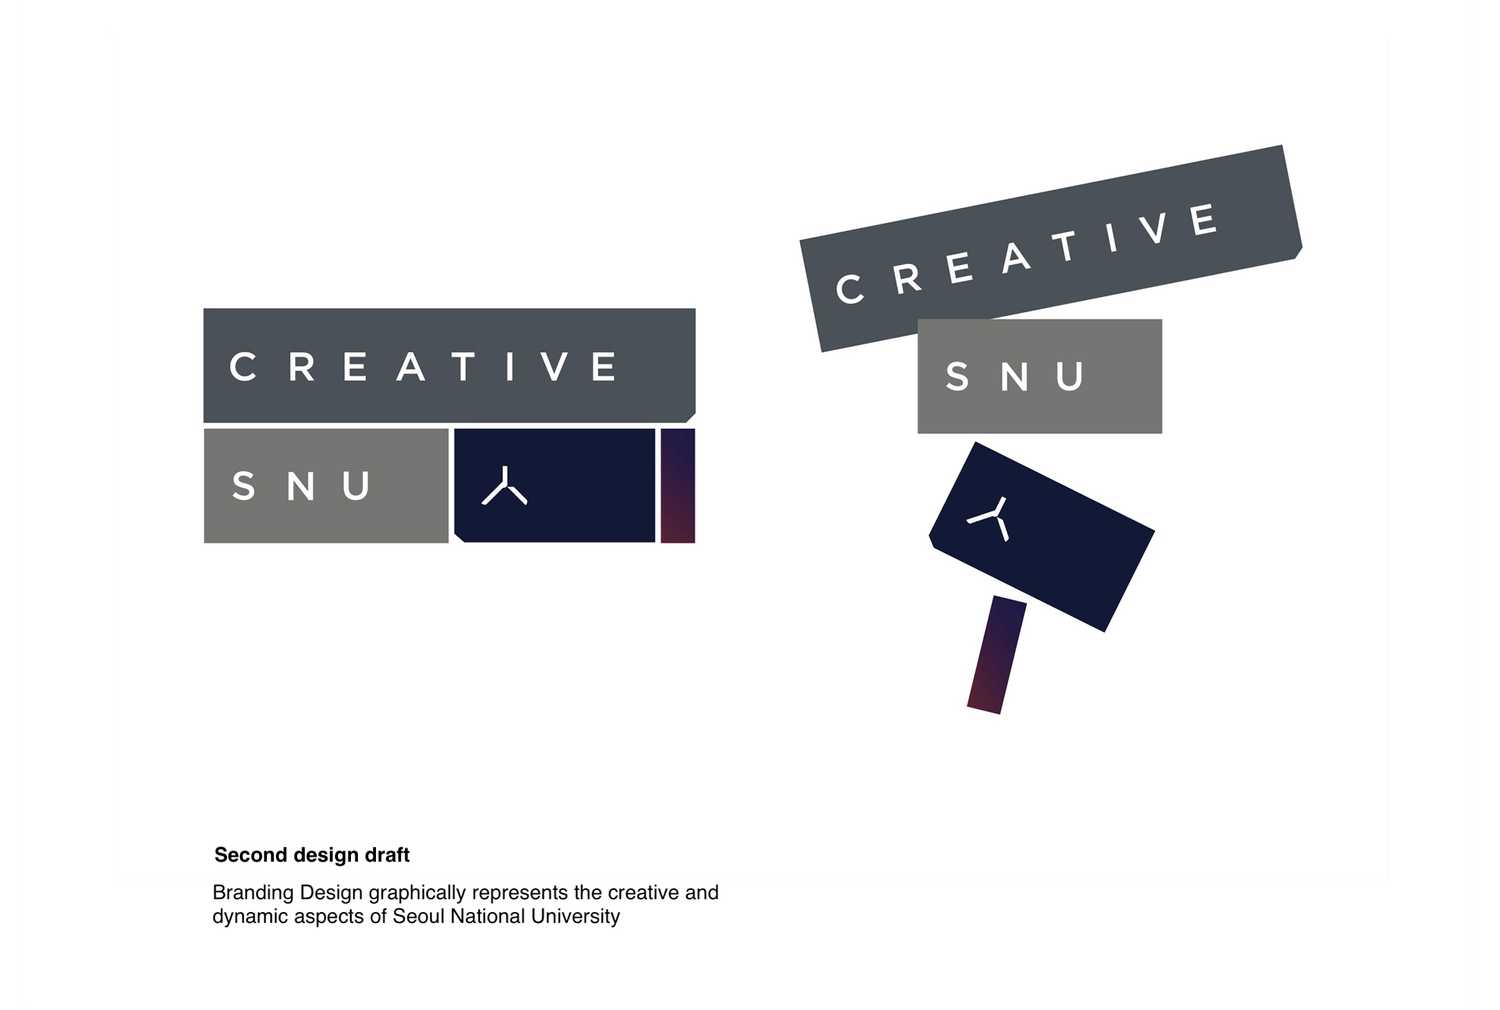 CREATIVE
SNU
CREATIVE
SNU
Second design draft
Branding Design graphically represents the creative and
dynamic aspects of Seoul National University